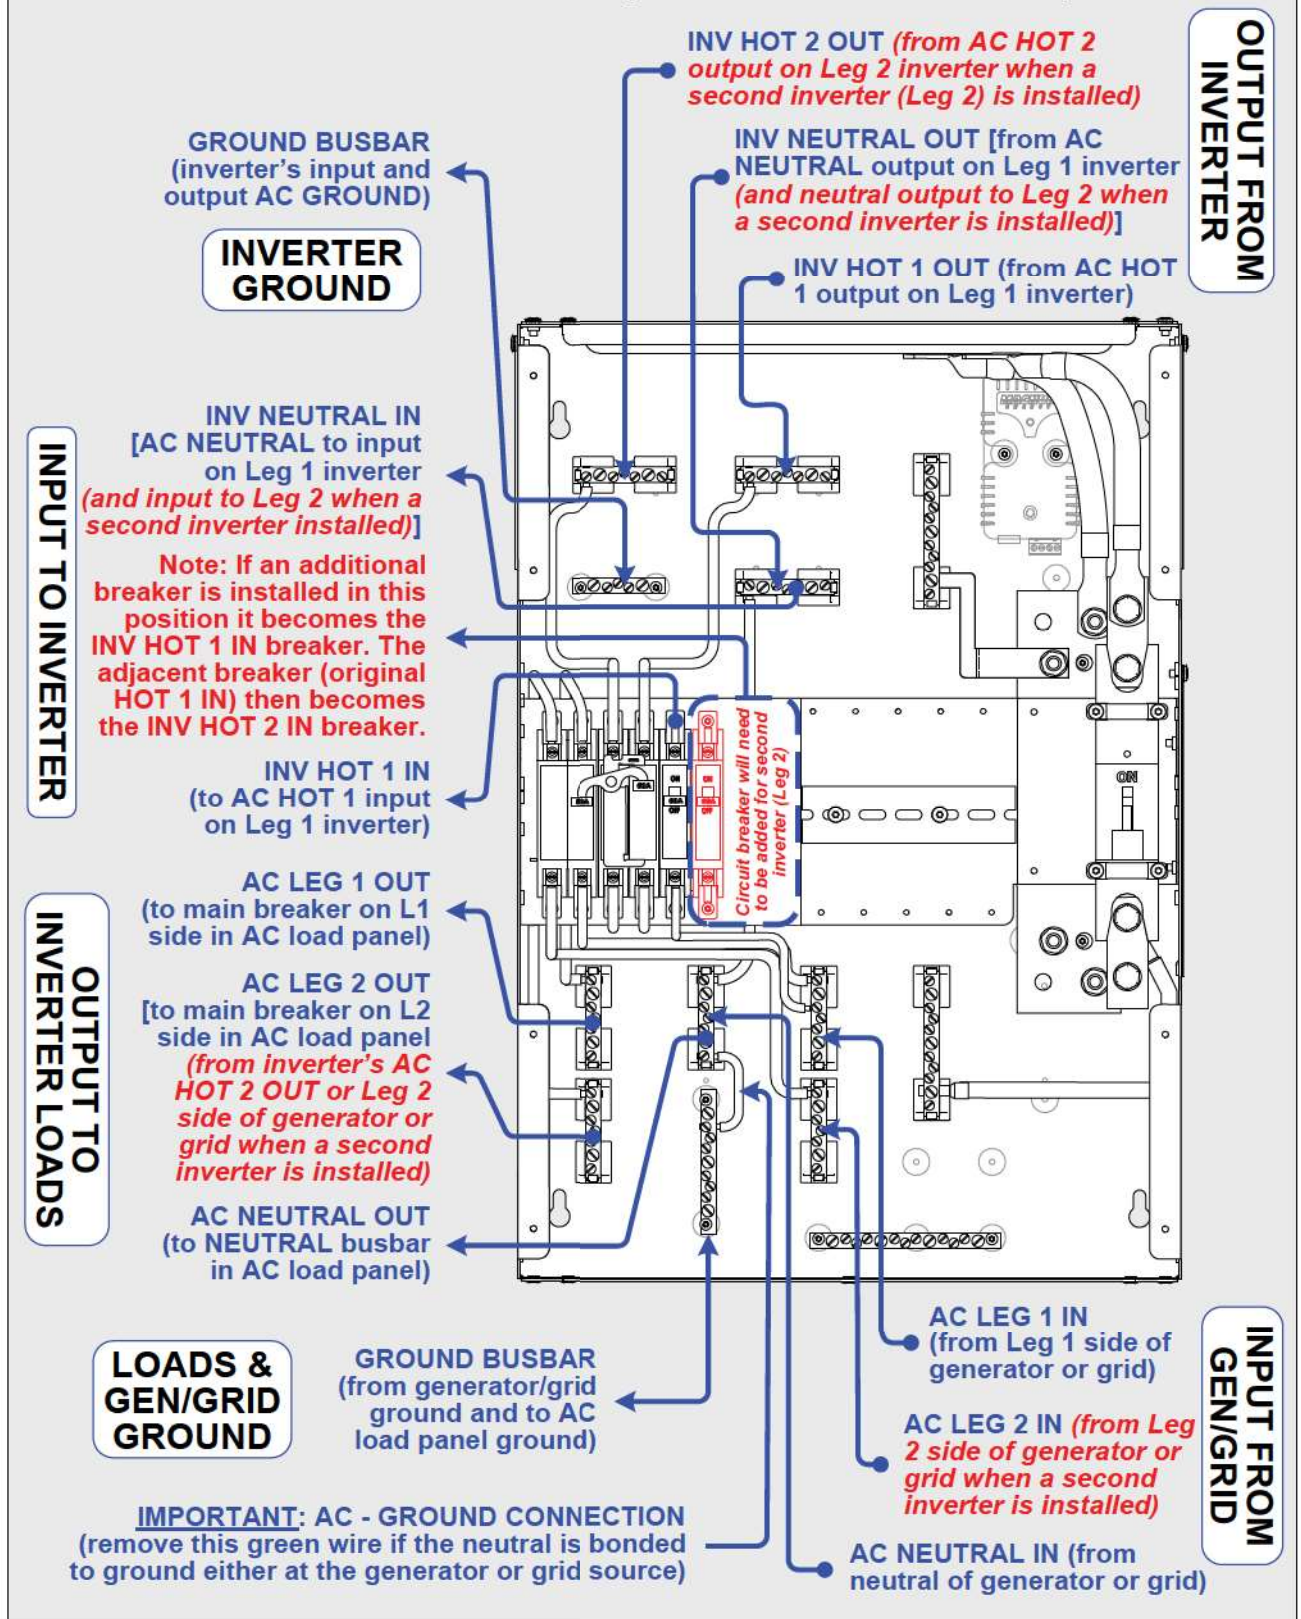 INV HOT 2 OUT (from AC HOT 2
output on Leg 2 inverter when a
second inverter (Leg 2) is installed)
OUTPUT FROM
INVERTER
GROUND BUSBAR
(inverter's input and
output AC GROUND)
INV NEUTRAL OUT [from AC
NEUTRAL output on Leg 1 inverter
(and neutral output to Leg 2 when
a second inverter is installed)]
INVERTER
GROUND
INV HOT 1 OUT (from AC HOT
1 output on Leg 1 inverter)
INPUT TO INVERTER
INV NEUTRAL IN
[AC NEUTRAL to input
on Leg 1 inverter
(and input to Leg 2 when a
second inverter installed)]
Note: If an additional
breaker is installed in this
position it becomes the
INV HOT 1 IN breaker. The
adjacent breaker (original
HOT 1 IN) then becomes
the INV HOT 2 IN breaker.
INV HOT 1 IN
(to AC HOT 1 input
on Leg 1 inverter)
Circuit breaker will need
to be added for second
inverter (Leg 2)
ON
OFF
ON
OFF
ON
OUTPUT TO
INVERTER LOADS
AC LEG 1 OUT
(to main breaker on L1
side in AC load panel)
AC LEG 2 OUT
[to main breaker on L2
side in AC load panel
(from inverter's AC
HOT 2 OUT or Leg 2
side of generator or
grid when a second
inverter is installed)
AC NEUTRAL OUT
(to NEUTRAL busbar
in AC load panel)
LOADS &
GEN/GRID
GROUND
GROUND BUSBAR
(from generator/grid
ground and to AC
load panel ground)
AC LEG 1 IN
(from Leg 1 side of
generator or grid)
AC LEG 2 IN (from Leg
2 side of generator or
grid when a second
inverter is installed)
INPUT FROM
GEN/GRID
IMPORTANT: AC - GROUND CONNECTION
(remove this green wire if the neutral is bonded
to ground either at the generator or grid source)
AC NEUTRAL IN (from
neutral of generator or grid)